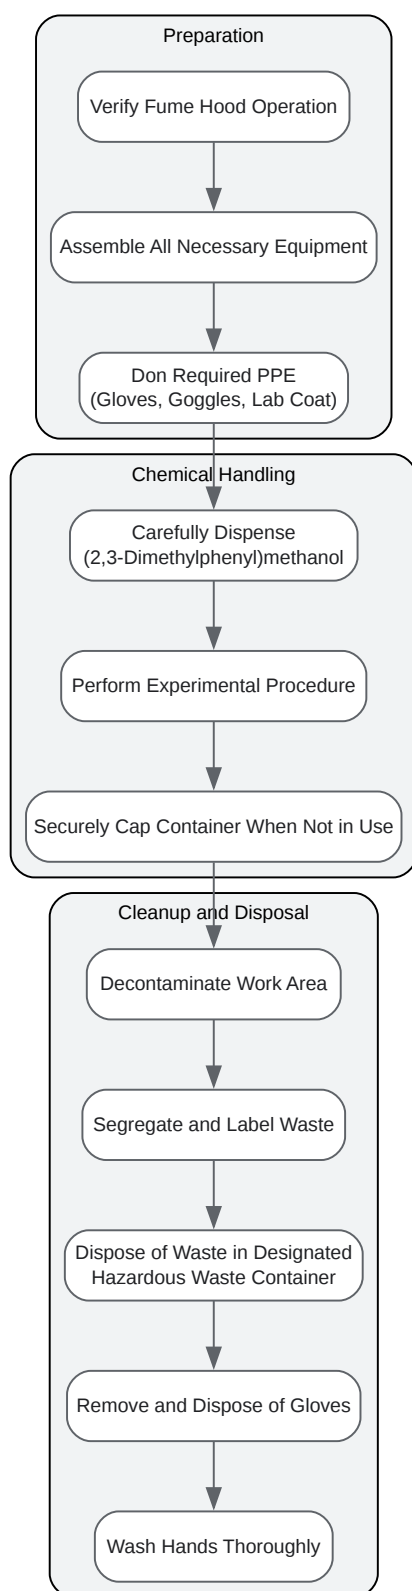 Preparation
Verify Fume Hood Operation
Assemble All Necessary Equipment
Don Required PPE
(Gloves, Goggles, Lab Coat)
Chemical Handling
Carefully Dispense
(2,3-Dimethylphenyl)methanol
Perform Experimental Procedure
Securely Cap Container When Not in Use
Cleanup and Disposal
Decontaminate Work Area
Segregate and Label Waste
Dispose of Waste in Designated
Hazardous Waste Container
Remove and Dispose of Gloves
Wash Hands Thoroughly